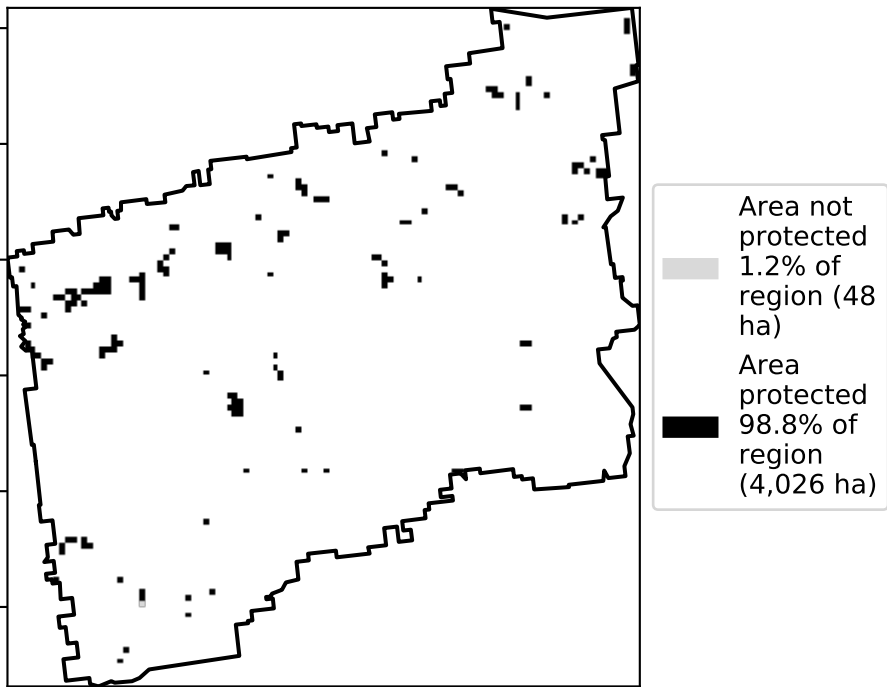 Area not
protected
1.2% of
region (48
ha)
Area
protected
98.8% of
region
(4,026 ha)